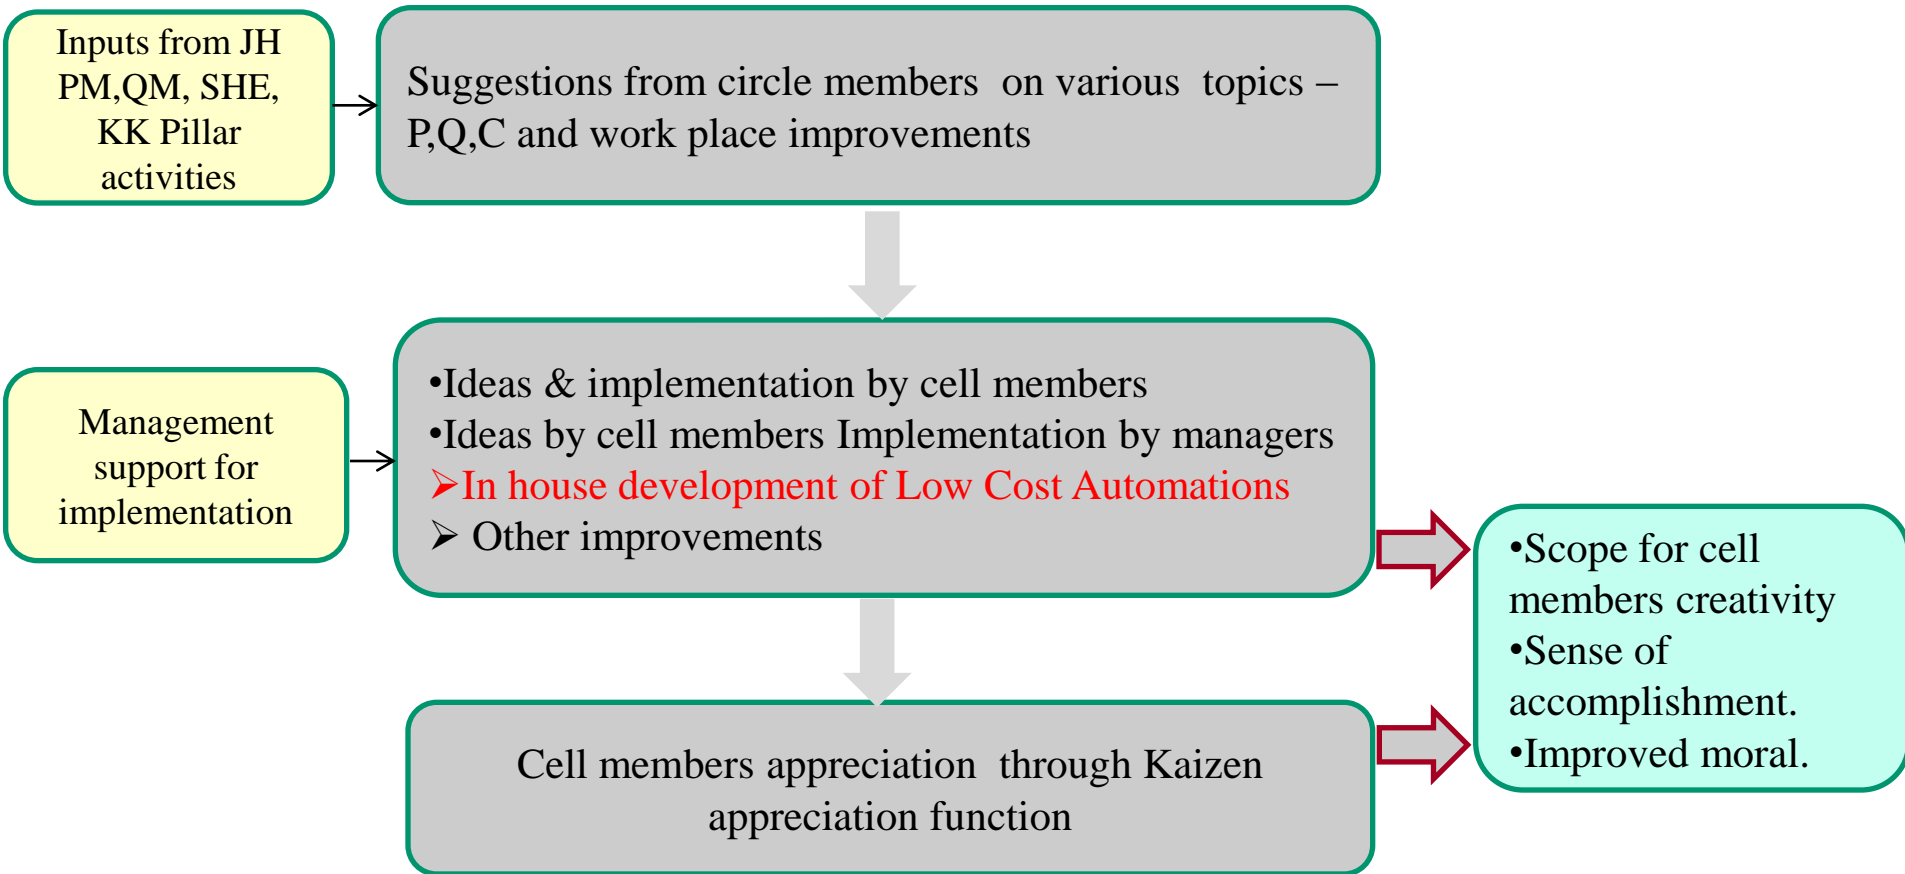 Inputs from JH
PM,QM, SHE,
KK Pillar
activities
Suggestions from circle members on various topics –
P,Q,C and work place improvements
Management
support for
implementation
•Ideas & implementation by cell members
•Ideas by cell members Implementation by managers
➢In house development of Low Cost Automations
➢ Other improvements
•Scope for cell
members creativity
•Sense of
accomplishment.
•Improved moral.
Cell members appreciation through Kaizen
appreciation function